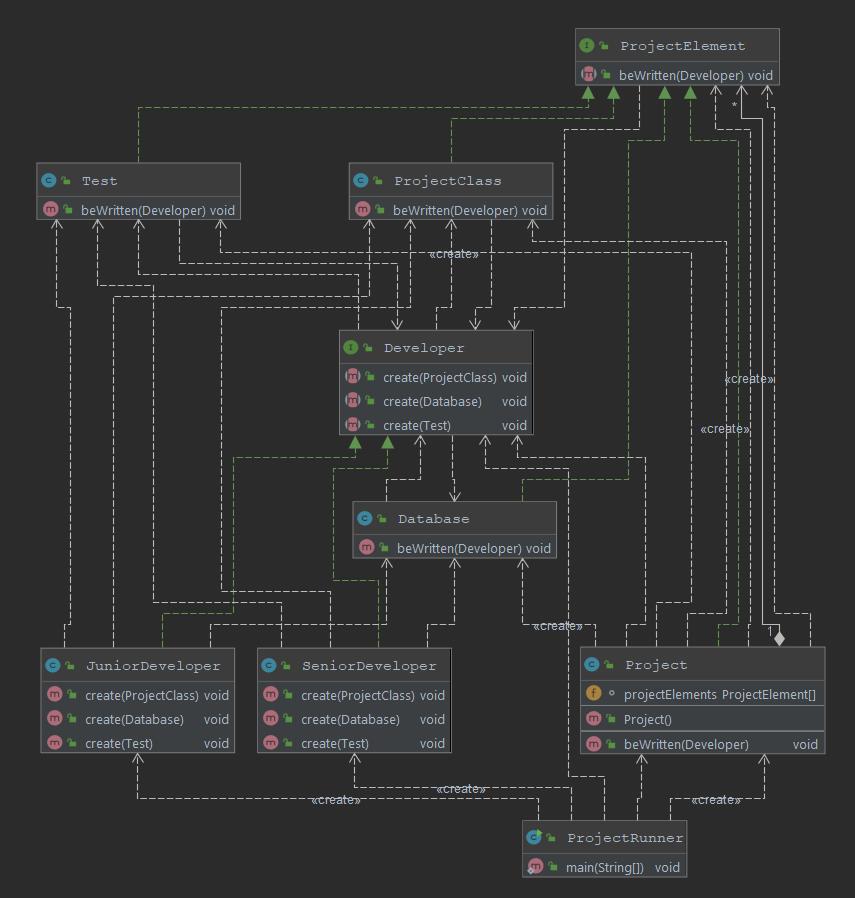 ProjectElement
beWritten(Developer) void
*
Test
beWritten(Developer) void
ProjectClass
beWritten(Developer) void
«create»
Developer
create(ProjectClass) void
create(Database) void
create(Test) void
«create»
«create»
Database
beWritten(Developer) void
«create»
1
JuniorDeveloper
create(ProjectClass) void
create(Database) void
create(Test) void
SeniorDeveloper
create(ProjectClass) void
create(Database) void
create(Test) void
Project
projectElements ProjectElement[]
Project()
beWritten(Developer) void
«create»
«create»
«create»
ProjectRunner
main(String[]) void